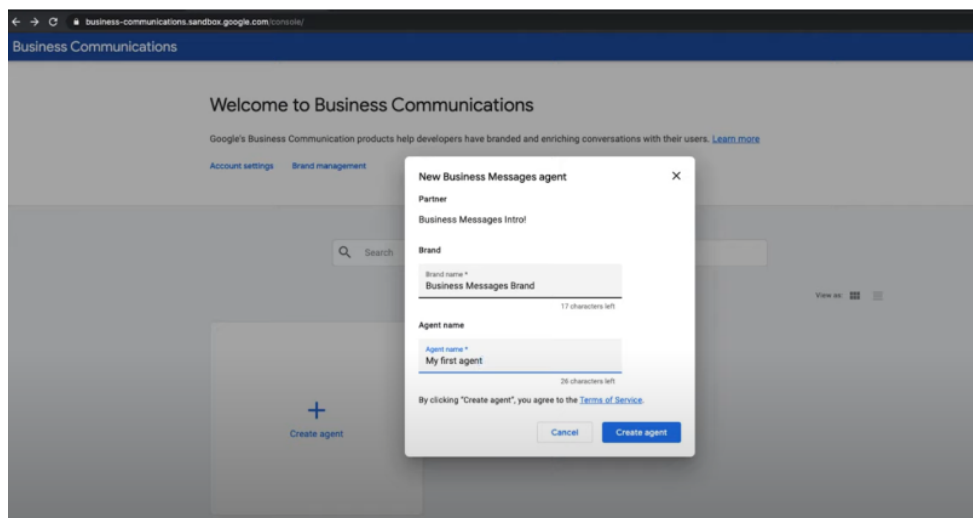 business-communications.sandbox.google.com/console/
Business Communications
Welcome to Business Communications
Google's Business Communication products help developers have branded and enriching conversations with their users. Learn more
Account settings Brand management
New Business Messages agent
Partner
Business Messages Intro!
Search
Brand
Brand name *
Business Messages Brand
17 characters left
View as:
Agent name
Agent name *
My first agent
26 characters left
By clicking "Create agent", you agree to the Terms of Service.
Create agent
Cancel Create agent